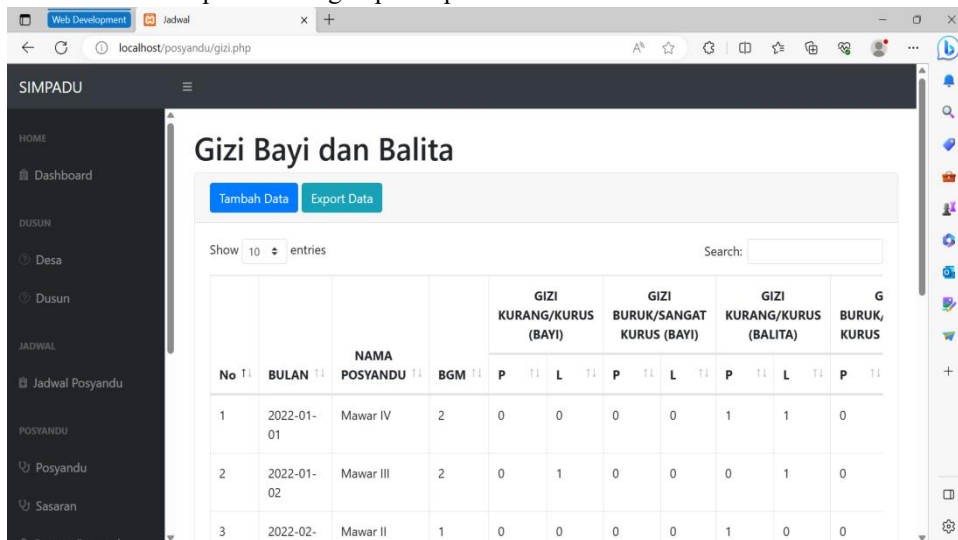 Web Development
Jadwal
localhost/posyandu/gizi.php
SIMPADU
HOME
Dashboard
DUSUN
Desa
Dusun
JADWAL
Jadwal Posyandu
POSYANDU
Posyandu
Sasaran
Gizi Bayi dan Balita
Tambah Data
Export Data
Show 10 entries
Search:
No BULAN NAMA POSYANDU BGM
GIZI KURANG/KURUS (BAYI)
GIZI BURUK/SANGAT KURUS (BAYI)
GIZI KURANG/KURUS (BALITA)
G
BURUK/
KURUS
P L P L P L P
1 2022-01-01 Mawar IV 2 0 0 0 0 1 1 0
2 2022-01-02 Mawar III 2 0 1 0 0 0 1 0
3 2022-02- Mawar II 1 0 0 0 0 1 0 0